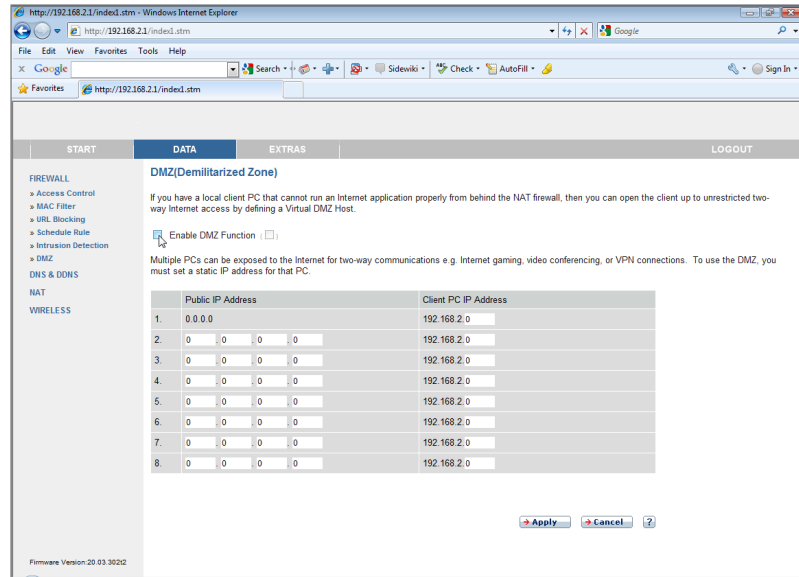 http://192.168.2.1/index1.stm - Windows Internet Explorer
http://192.168.2.1/index1.stm
Google
File Edit View Favorites Tools Help
x Google Search Sidewiki Check AutoFill Sign In
Favorites http://192.168.2.1/index1.stm
START DATA EXTRAS LOGOUT
FIREWALL
» Access Control
» MAC Filter
» URL Blocking
» Schedule Rule
» Intrusion Detection
» DMZ
DNS & DDNS
NAT
WIRELESS
DMZ(Demilitarized Zone)
If you have a local client PC that cannot run an Internet application properly from behind the NAT firewall, then you can open the client up to unrestricted two-
way Internet access by defining a Virtual DMZ Host.
Enable DMZ Function ( )
Multiple PCs can be exposed to the Internet for two-way communications e.g. Internet gaming, video conferencing, or VPN connections. To use the DMZ, you
must set a static IP address for that PC.
Public IP Address Client PC IP Address
1. 0.0.0.0 192.168.2.0
2. 0 . 0 . 0 . 0 192.168.2.0
3. 0 . 0 . 0 . 0 192.168.2.0
4. 0 . 0 . 0 . 0 192.168.2.0
5. 0 . 0 . 0 . 0 192.168.2.0
6. 0 . 0 . 0 . 0 192.168.2.0
7. 0 . 0 . 0 . 0 192.168.2.0
8. 0 . 0 . 0 . 0 192.168.2.0
Apply Cancel ?
Firmware Version:20.03.302t2